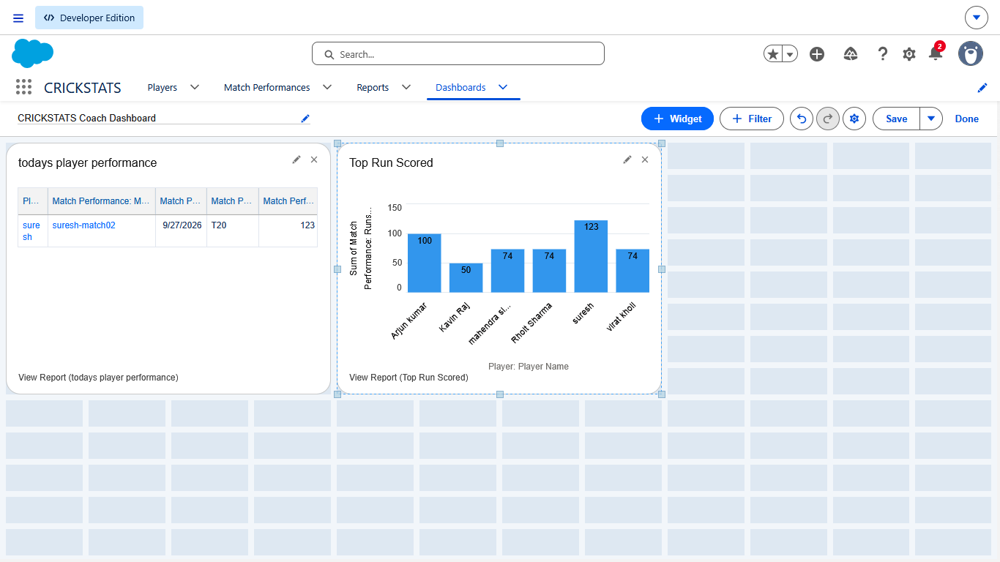 Developer Edition
Search...
2
CRICKSTATS
Players
Match Performances
Reports
Dashboards
CRICKSTATS Coach Dashboard
Widget
Filter
Save
Done
todays player performance
Pl...
Match Performance: M...
Match P...
Match P...
Match Perf...
sure
sh
suresh-match02
9/27/2026
T20
123
View Report (todays player performance)
Top Run Scored
Sum of Match
Performance: Runs...
150
100
50
0
100
50
74
74
123
74
Arjun kumar
Kavin Raj
mahendra si...
Rhoit Sharma
suresh
virat kholi
Player: Player Name
View Report (Top Run Scored)